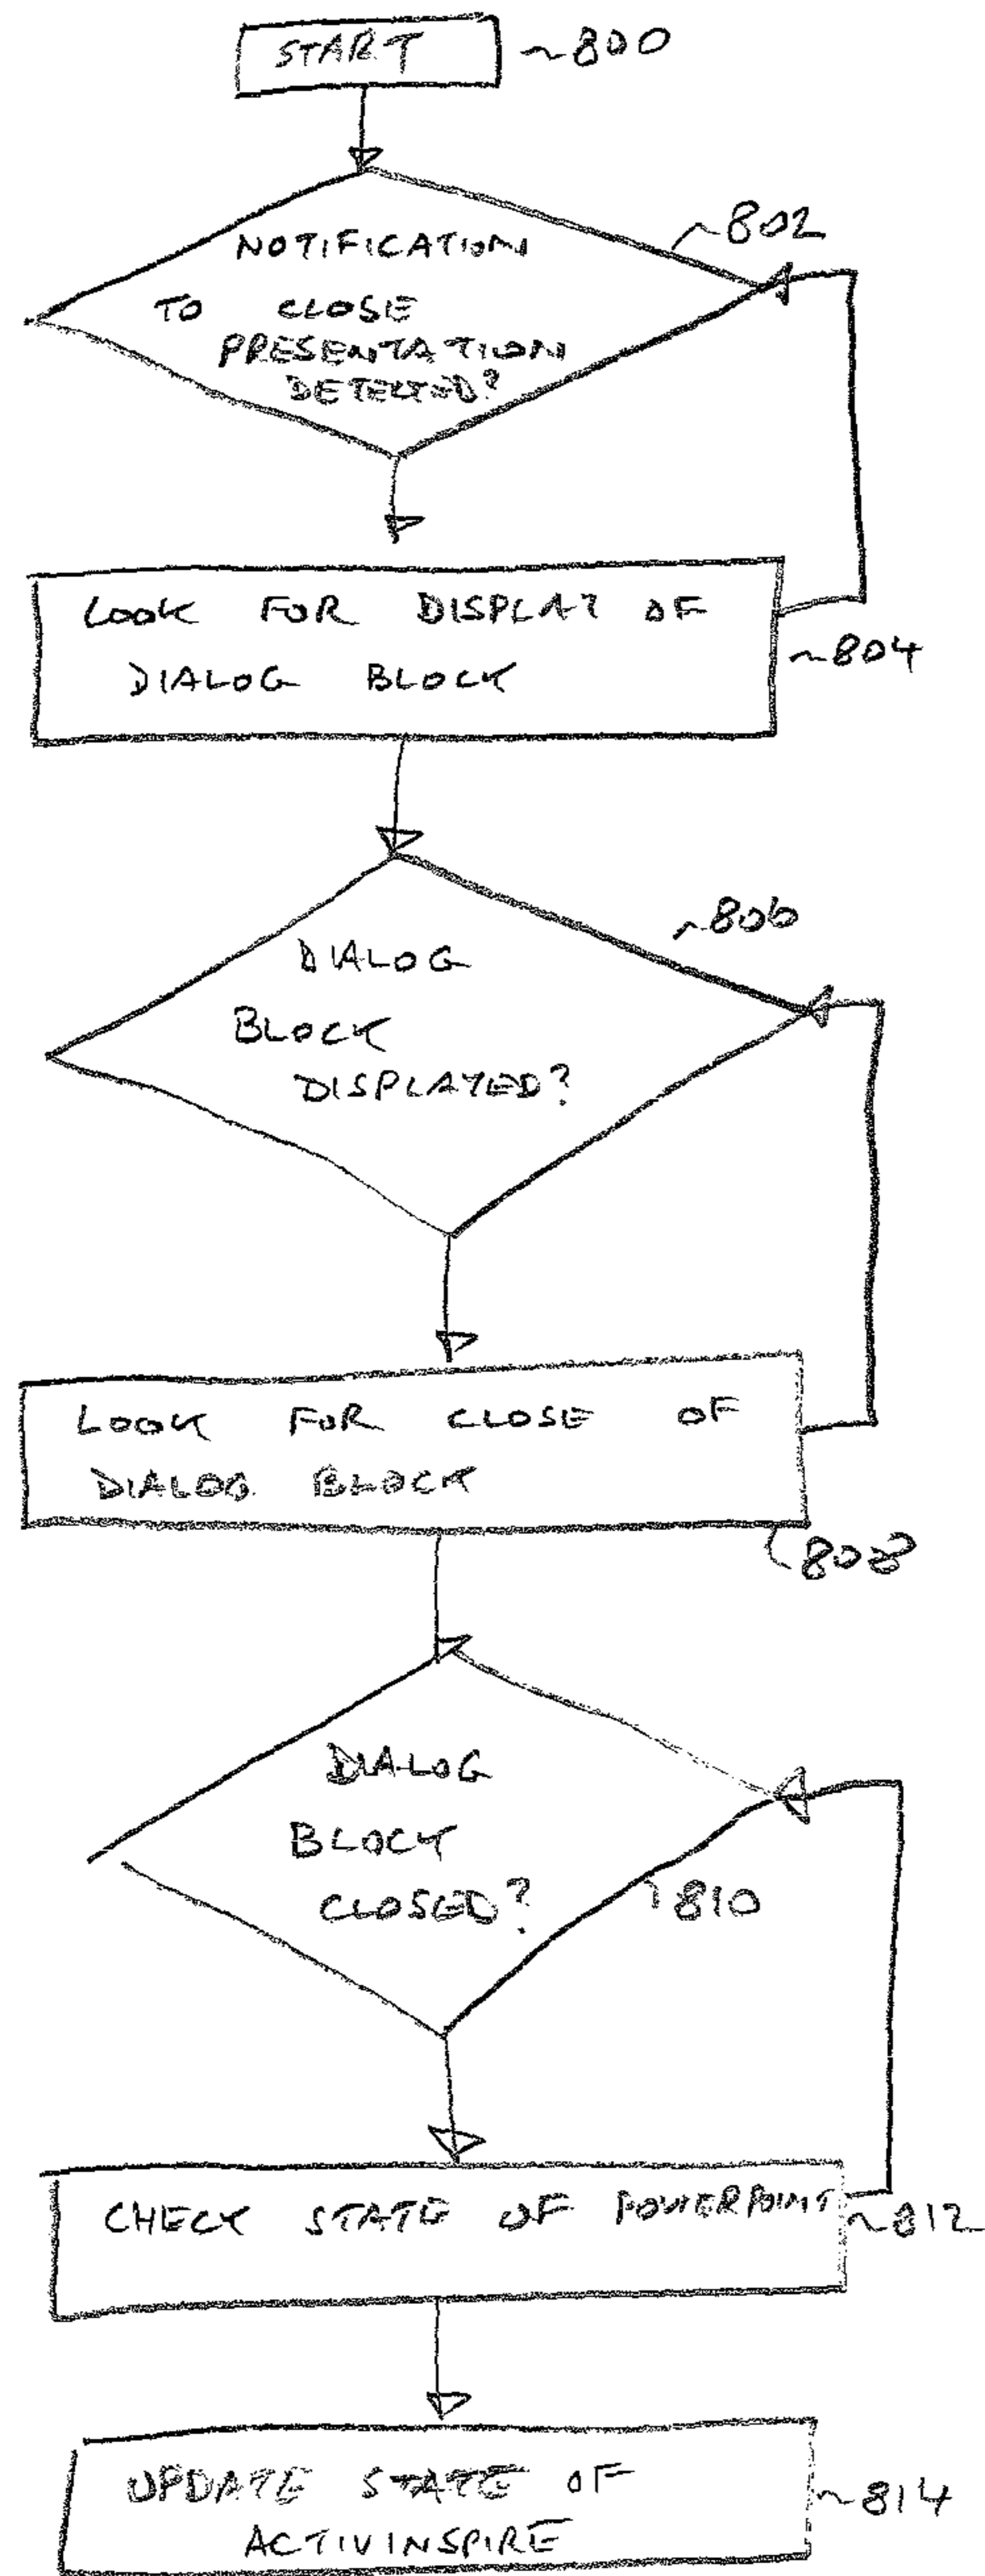 START ~800
~802
NOTIFICATION
TO CLOSE
PRESENTATION
DETECTED?
LOOK FOR DISPLAY OF
DIALOG BLOCK
~804
~806
DIALOG
BLOCK
DISPLAYED?
LOOK FOR CLOSE OF
DIALOG BLOCK
808
DIALOG
BLOCK
CLOSED?
810
CHECK STATE OF POWERPOINT
~812
UPDATE STATE OF
ACTIVINSPIRE
~814